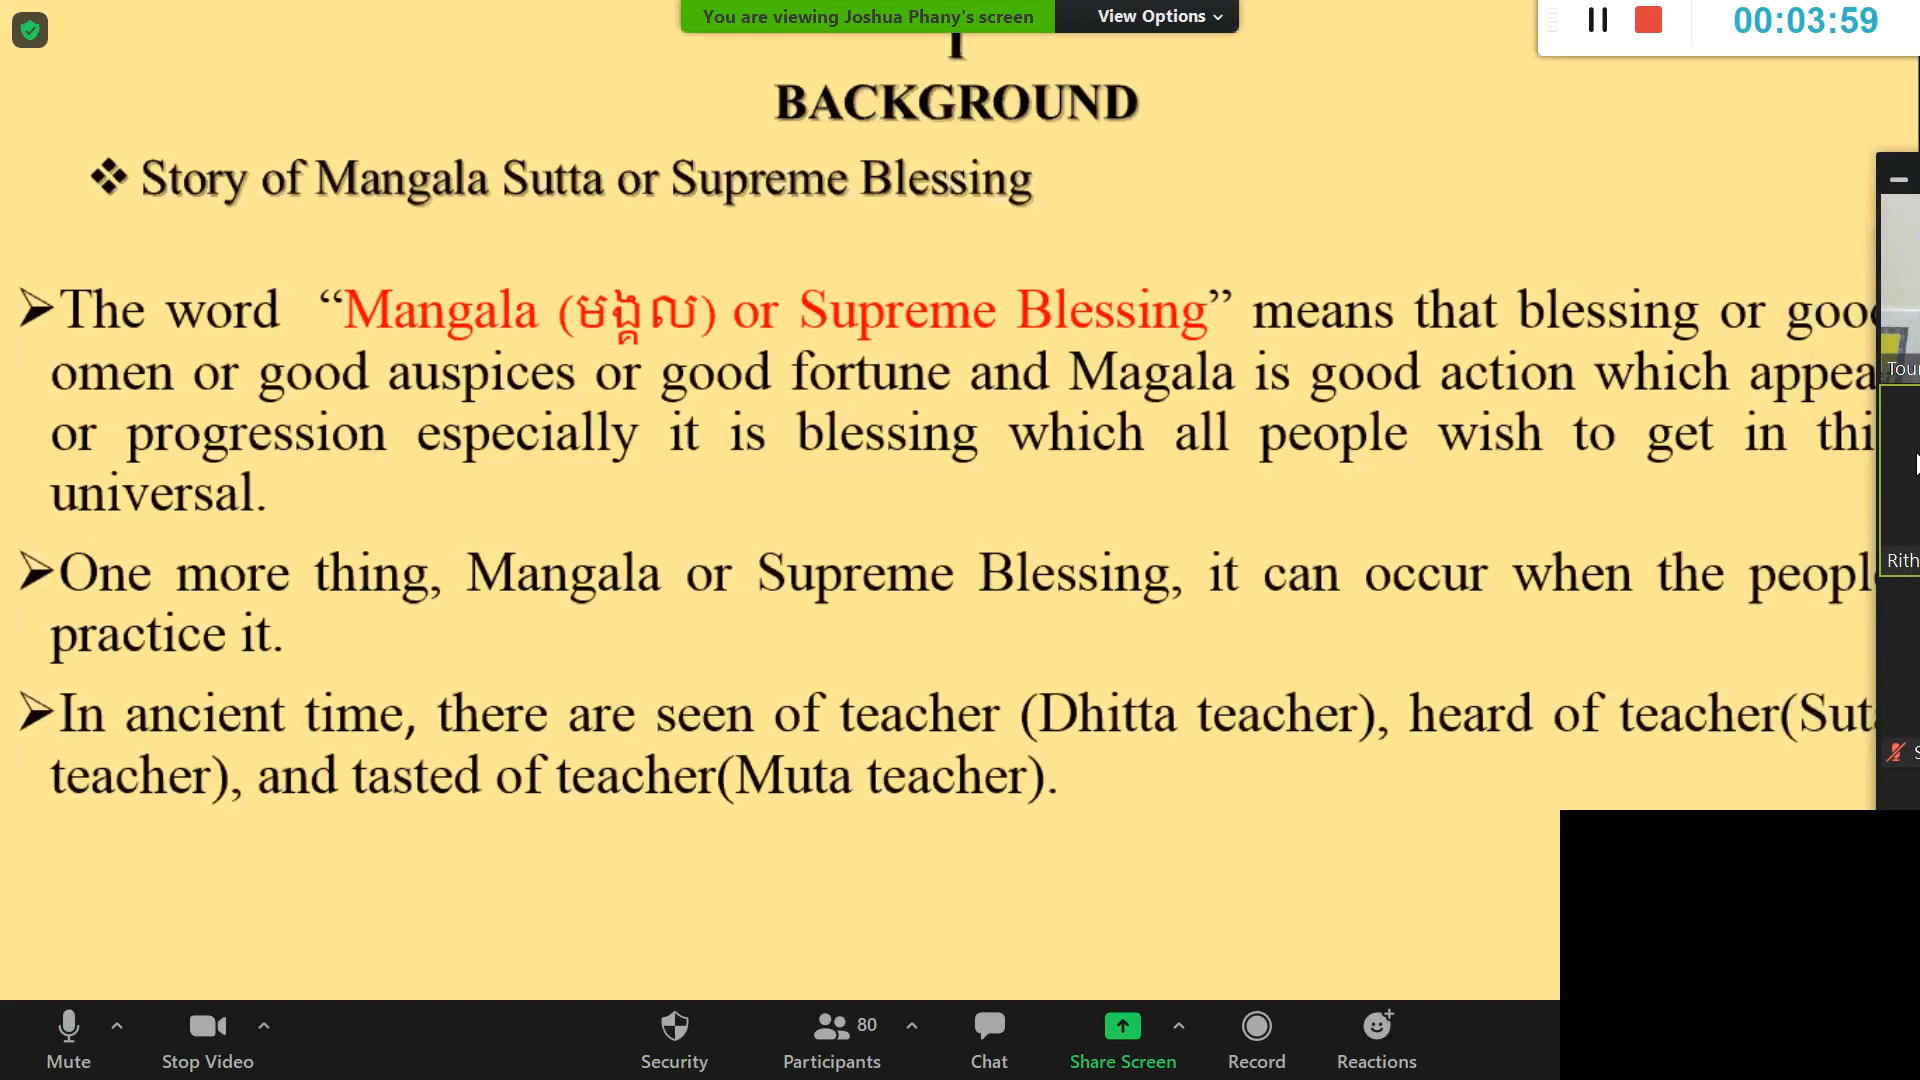 You are viewing Joshua Phany's screen
View Options
00:03:59
I
BACKGROUND
❖ Story of Mangala Sutta or Supreme Blessing
➢The word “Mangala (មង្គល) or Supreme Blessing” means that blessing or good
omen or good auspices or good fortune and Magala is good action which appea
or progression especially it is blessing which all people wish to get in thi
universal.
➢One more thing, Mangala or Supreme Blessing, it can occur when the people
practice it.
➢In ancient time, there are seen of teacher (Dhitta teacher), heard of teacher(Suta
teacher), and tasted of teacher(Muta teacher).
Tour
Rith
S
Mute
Stop Video
Security
80
Participants
Chat
Share Screen
Record
Reactions